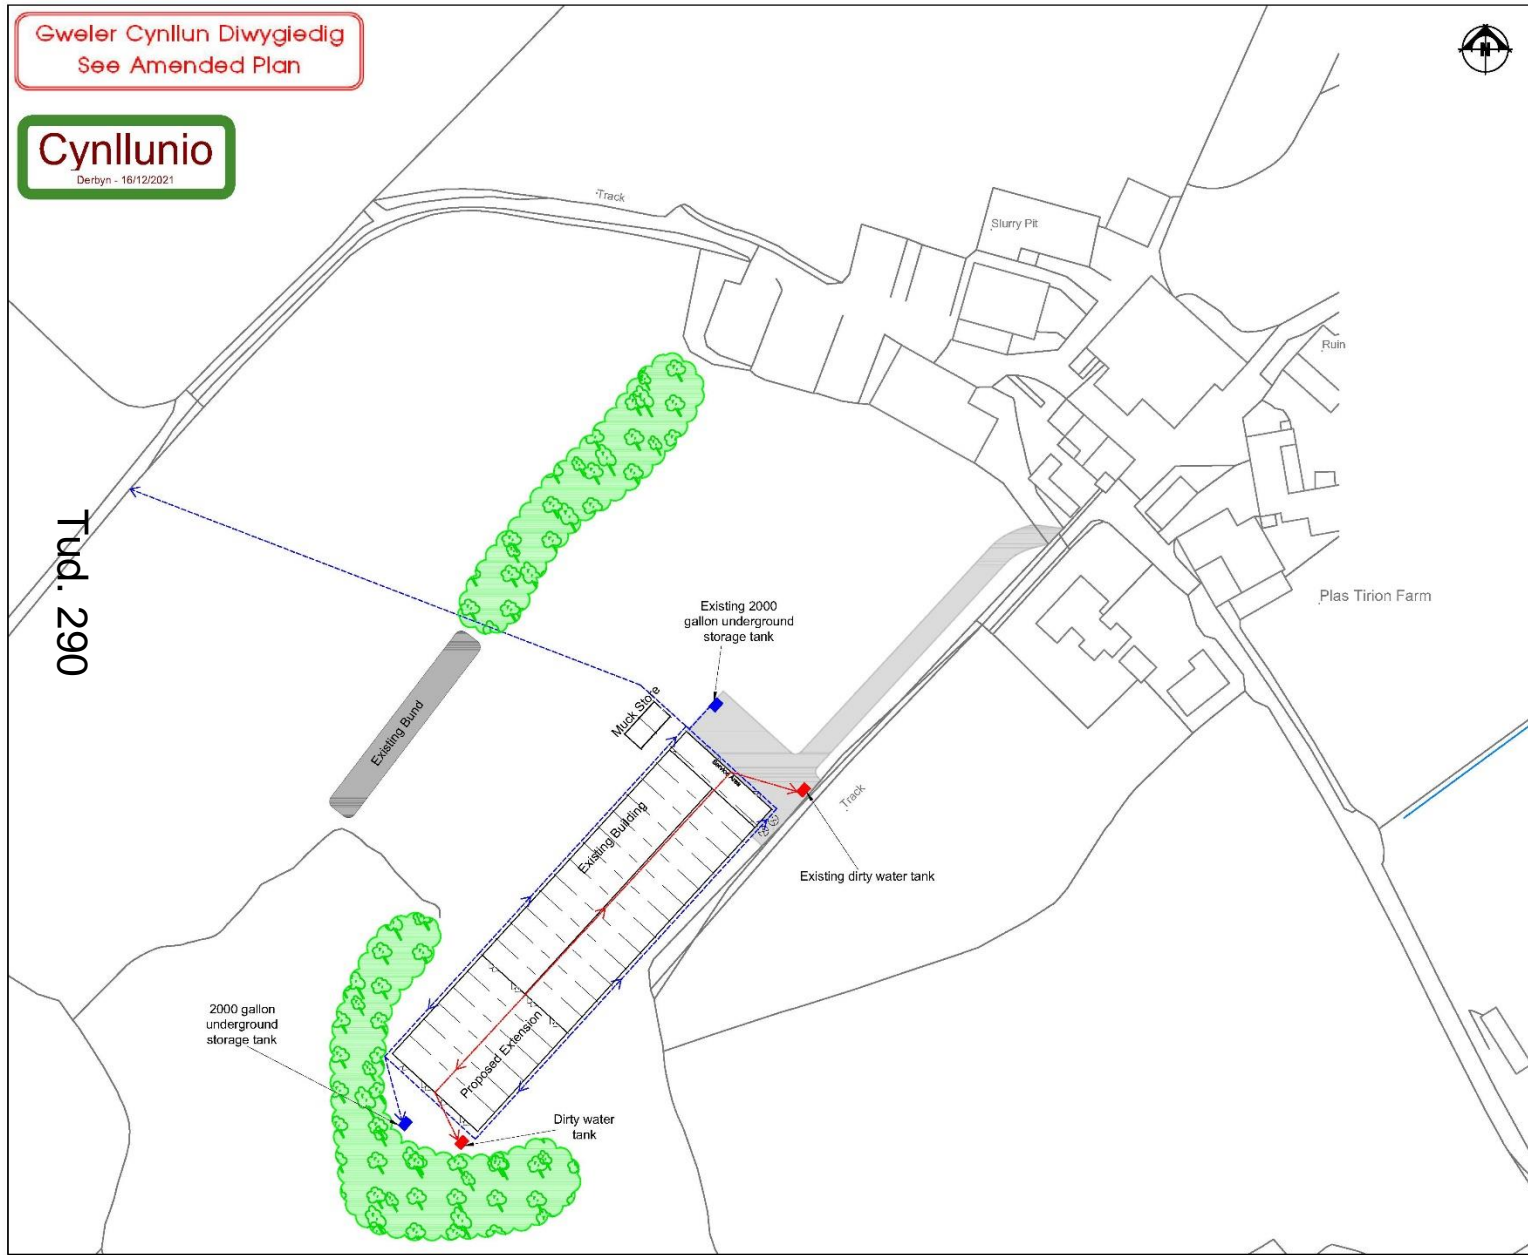 Gweler Cynllun Diwygiedig
See Amended Plan
Cynllunio
Derbyn - 16/12/2021
N
Track
Slurry Pit
Ruin
Tud. 290
Plas Tirion Farm
Existing 2000
gallon underground
storage tank
Muck Store
Existing Bund
Service Area
Track
Existing Building
Existing dirty water tank
2000 gallon
underground
storage tank
Proposed Extension
Dirty water
tank